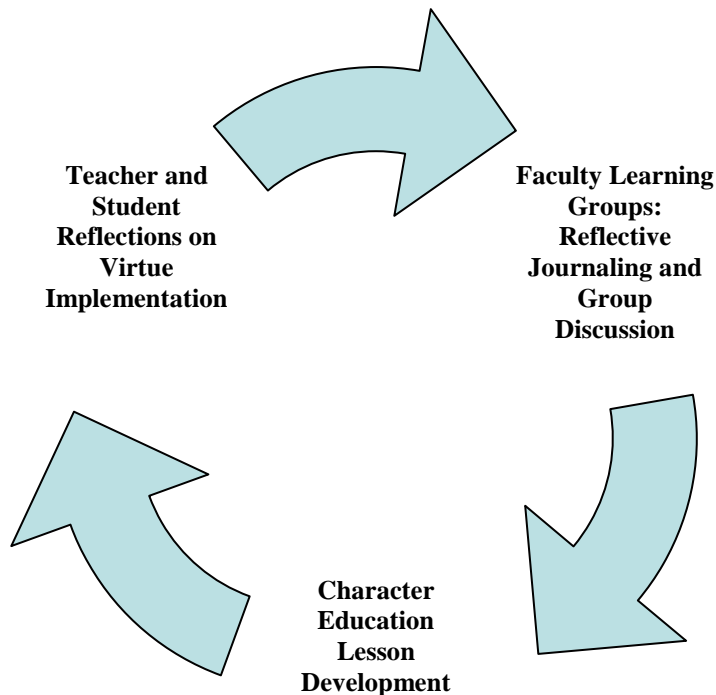 Teacher and
Student
Reflections on
Virtue
Implementation
Faculty Learning
Groups:
Reflective
Journaling and
Group
Discussion
Character
Education
Lesson
Development